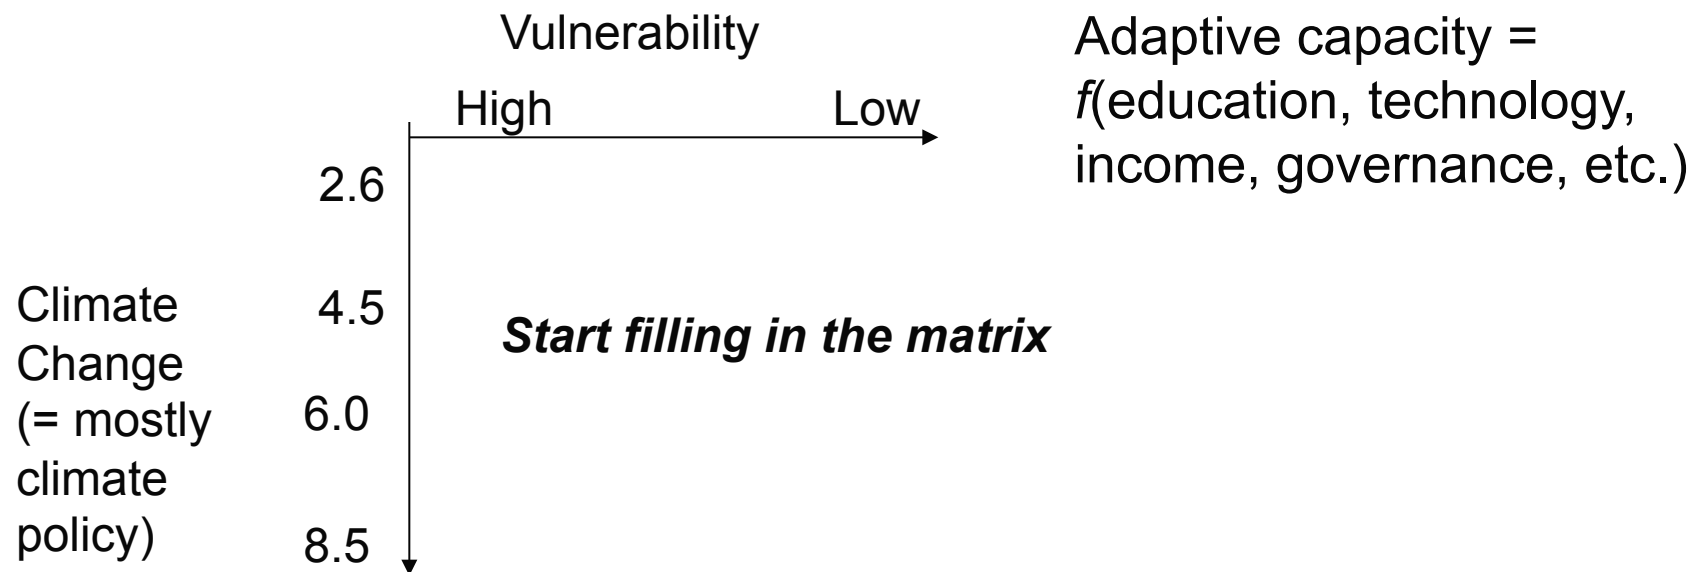 Vulnerability
High Low
Adaptive capacity =
f(education, technology,
income, governance, etc.)
2.6
4.5
6.0
8.5
Climate
Change
(= mostly
climate
policy)
Start filling in the matrix